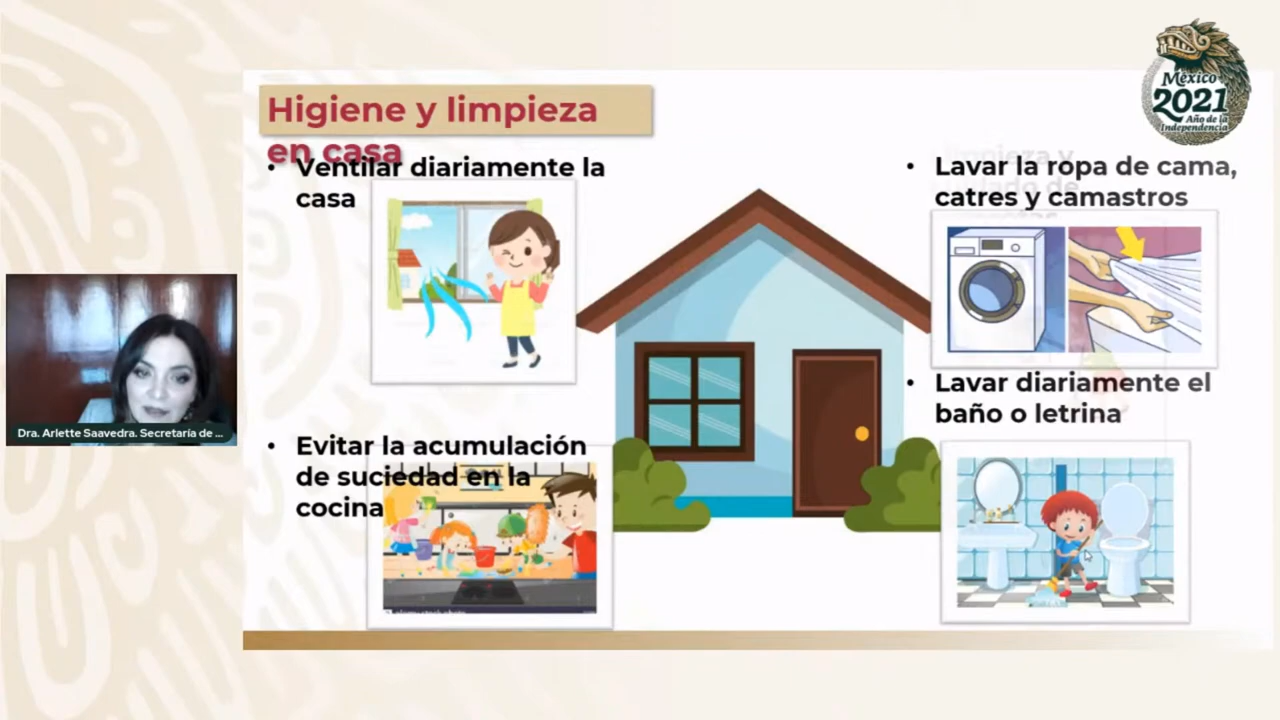 Higiene y limpieza
en casa
• Ventilar diariamente la
casa
• Evitar la acumulación
de suciedad en la
cocina
• Lavar la ropa de cama,
catres y camastros
• Lavar diariamente el
baño o letrina
México
2021
Año de la
Independencia
Dra. Arlette Saavedra. Secretaría de ...